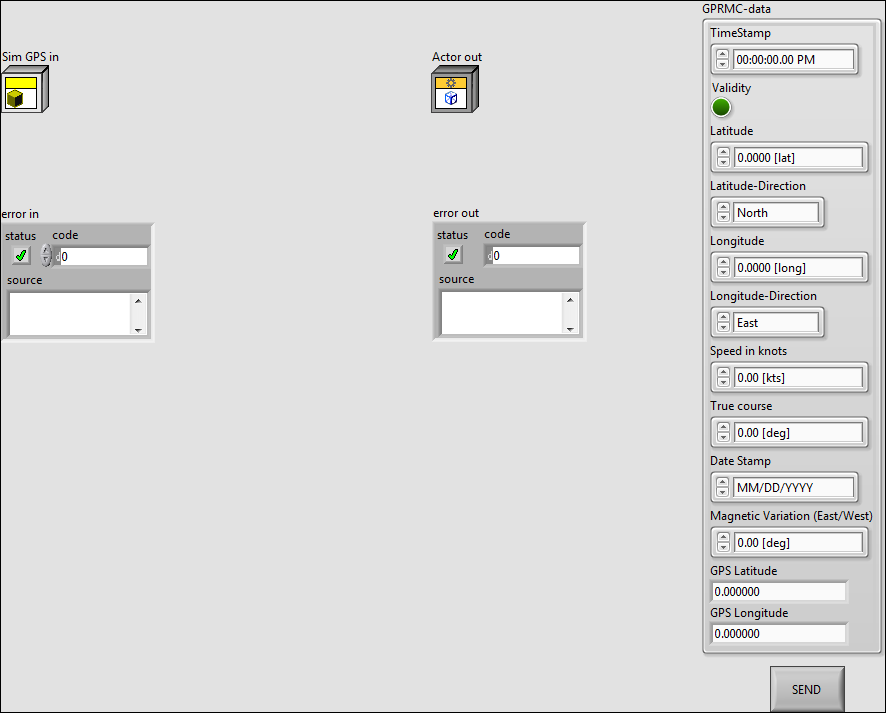 Sim GPS in
Actor out
error in
status code
0
source
error out
status code
0
source
GPRMC-data
TimeStamp
00:00:00.00 PM
Validity
Latitude
0.0000 [lat]
Latitude-Direction
North
Longitude
0.0000 [long]
Longitude-Direction
East
Speed in knots
0.00 [kts]
True course
0.00 [deg]
Date Stamp
MM/DD/YYYY
Magnetic Variation (East/West)
0.00 [deg]
GPS Latitude
0.000000
GPS Longitude
0.000000
SEND